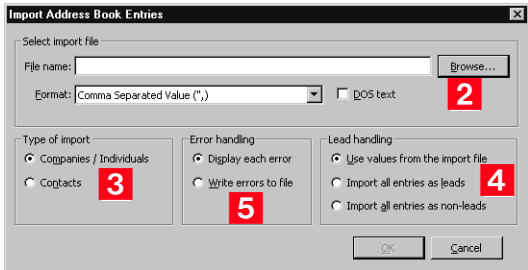 Import Address Book Entries
Select import file
File name:
Browse...
2
Format: Comma Separated Value (",)
DOS text
Type of import
Companies / Individuals
Contacts
3
Error handling
Display each error
Write errors to file
5
Lead handling
Use values from the import file
Import all entries as leads
Import all entries as non-leads
4
OK
Cancel